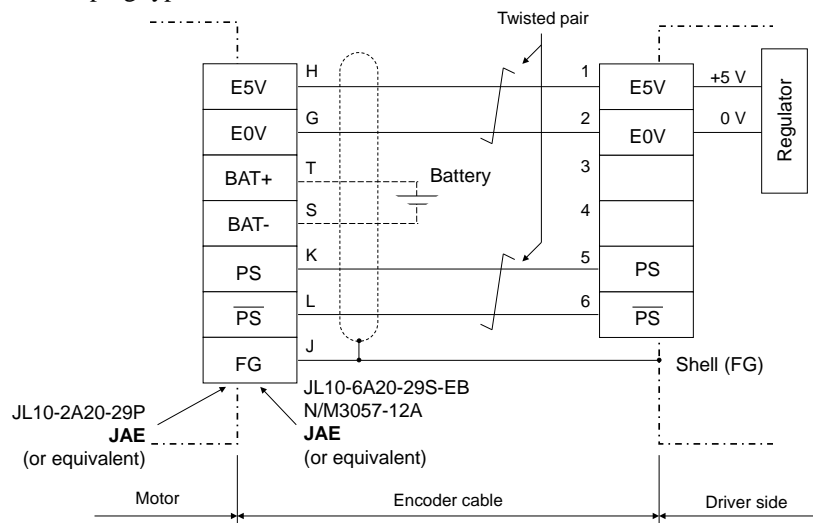 Twisted pair
H
1
E5V
E5V
+5 V
G
2
E0V
E0V
0 V
Regulator
T
3
BAT+
Battery
S
4
BAT-
K
5
PS
PS
L
6
PS
PS
J
FG
Shell (FG)
JL10-2A20-29P
JAE
(or equivalent)
JL10-6A20-29S-EB
N/M3057-12A
JAE
(or equivalent)
Motor
Encoder cable
Driver side